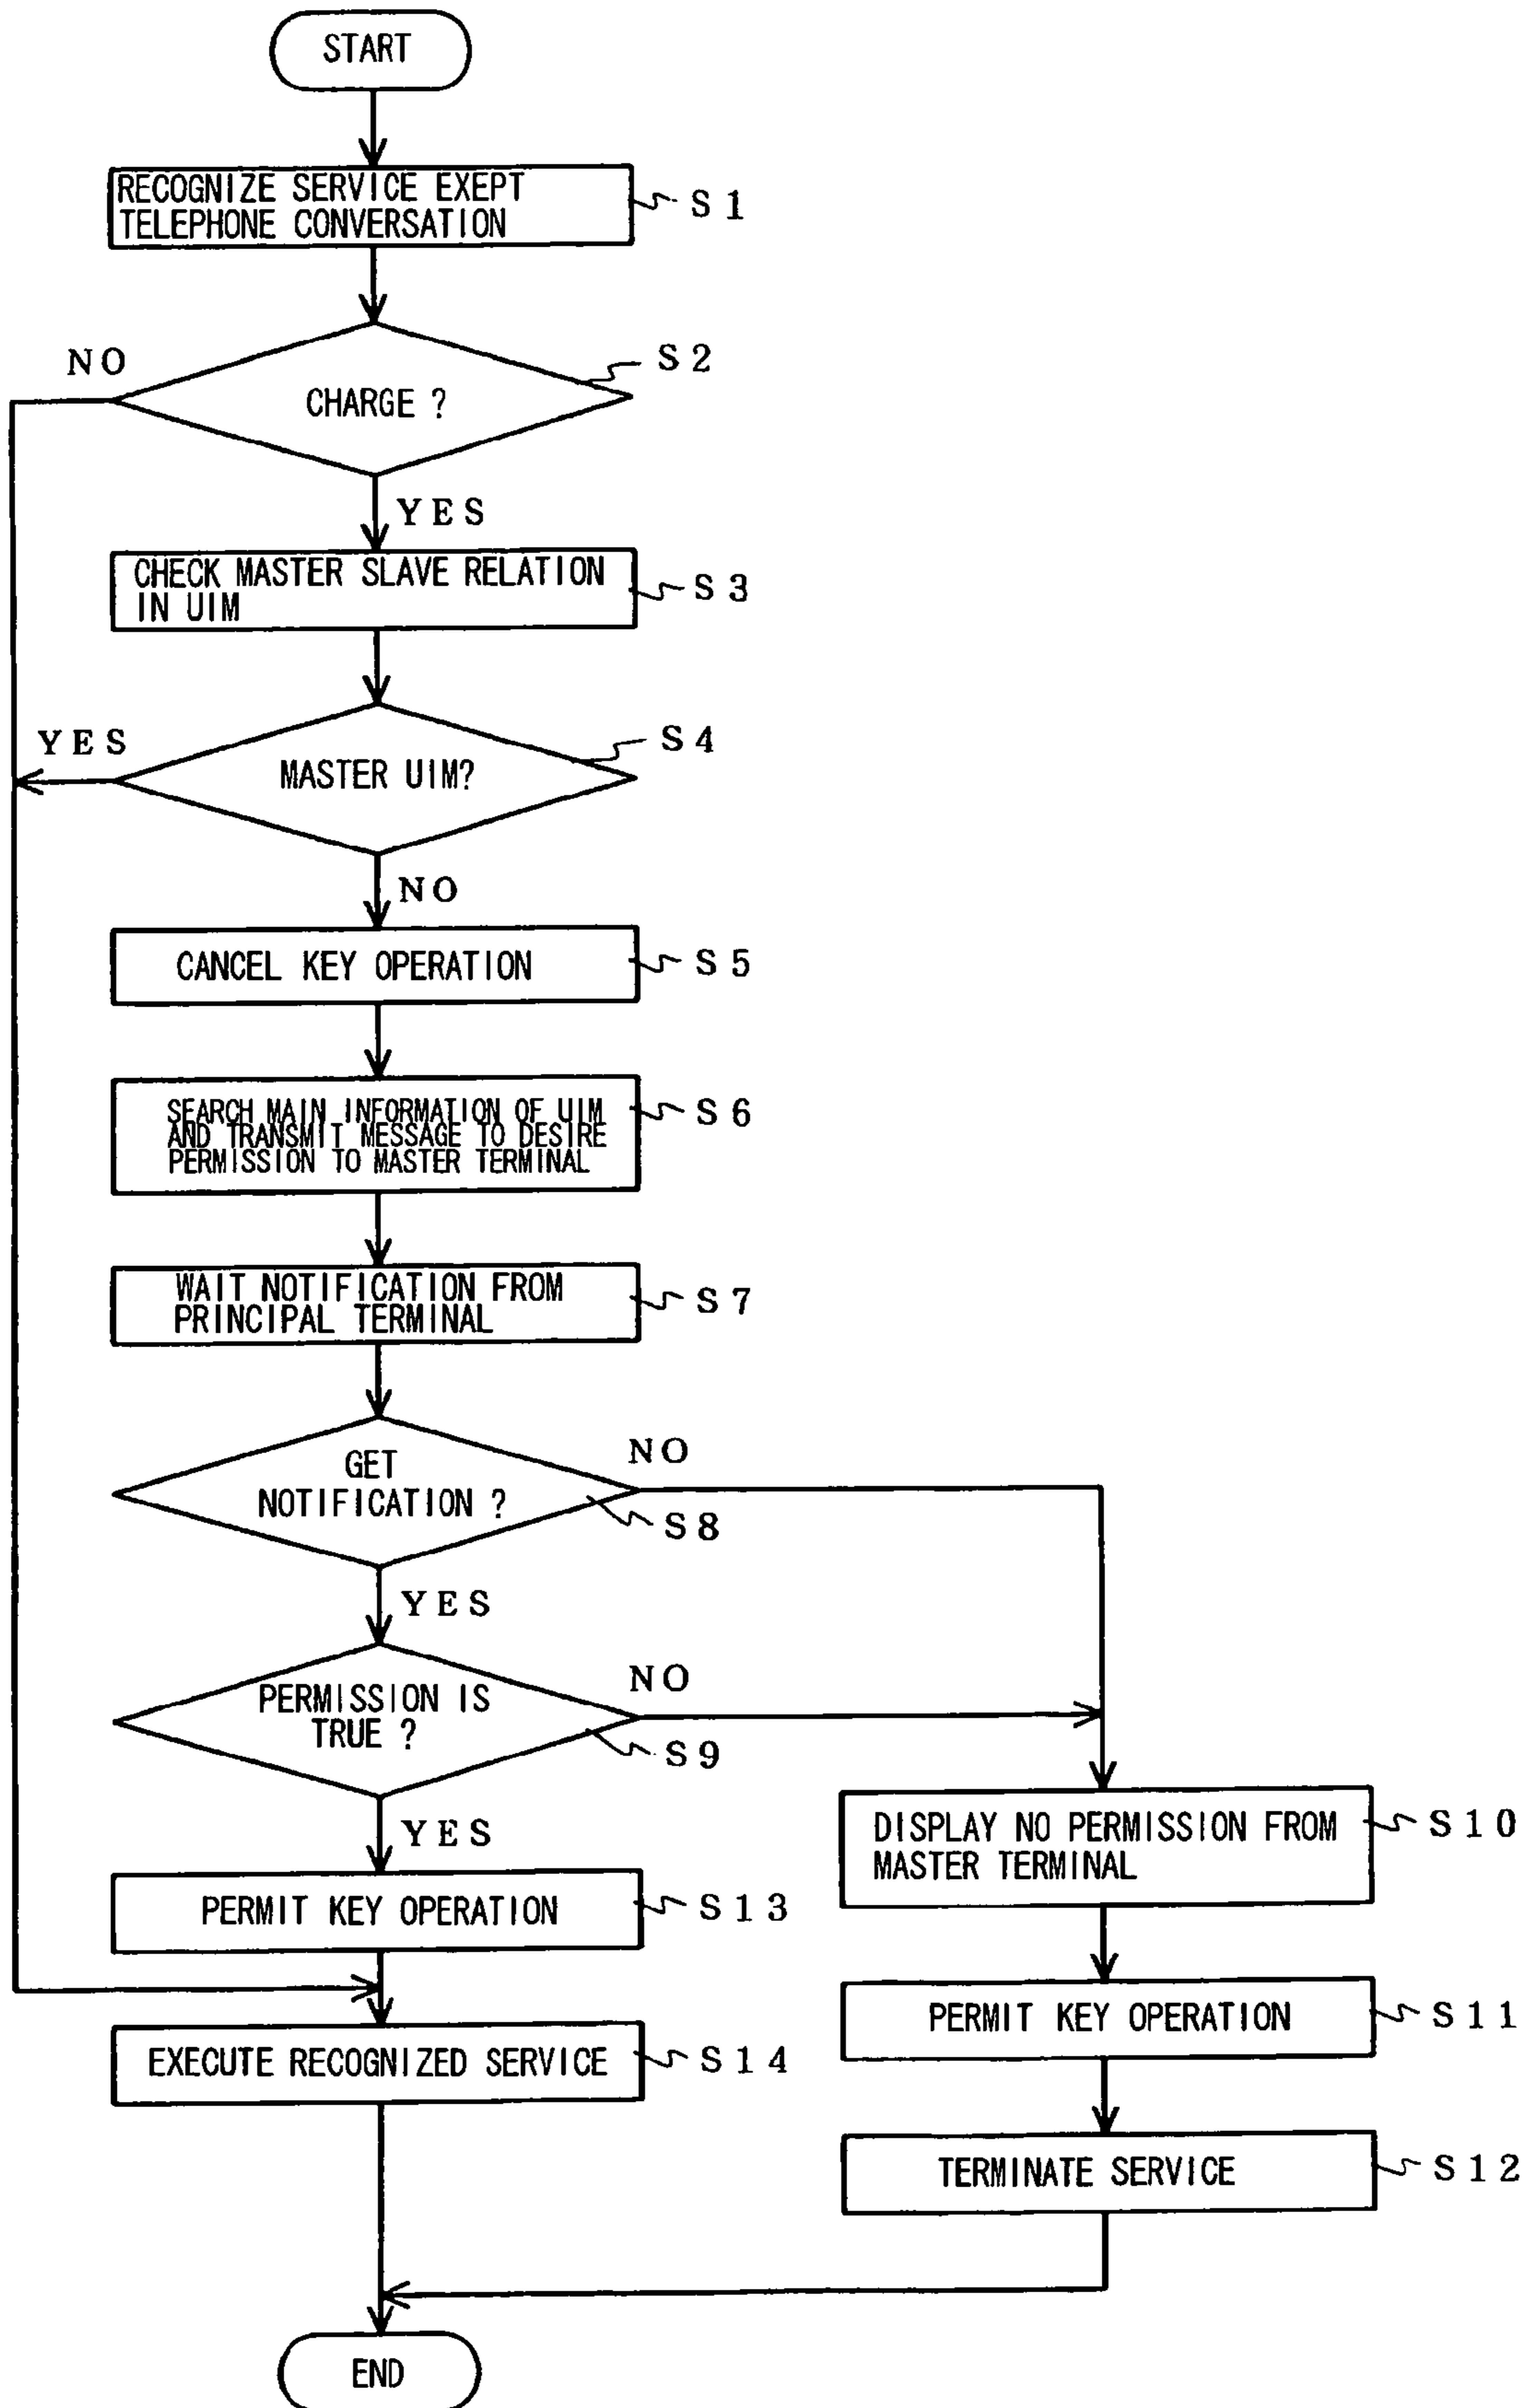 START
RECOGNIZE SERVICE EXEPT
TELEPHONE CONVERSATION
S1
NO
S2
CHARGE ?
YES
CHECK MASTER SLAVE RELATION
IN UIM
S3
YES
S4
MASTER UIM?
NO
CANCEL KEY OPERATION
S5
SEARCH MAIN INFORMATION OF UIM
AND TRANSMIT MESSAGE TO DESIRE
PERMISSION TO MASTER TERMINAL
S6
WAIT NOTIFICATION FROM
PRINCIPAL TERMINAL
S7
GET
NOTIFICATION ?
NO
S8
YES
PERMISSION IS
TRUE ?
NO
S9
YES
DISPLAY NO PERMISSION FROM
MASTER TERMINAL
S10
PERMIT KEY OPERATION
S13
PERMIT KEY OPERATION
S11
EXECUTE RECOGNIZED SERVICE
S14
TERMINATE SERVICE
S12
END